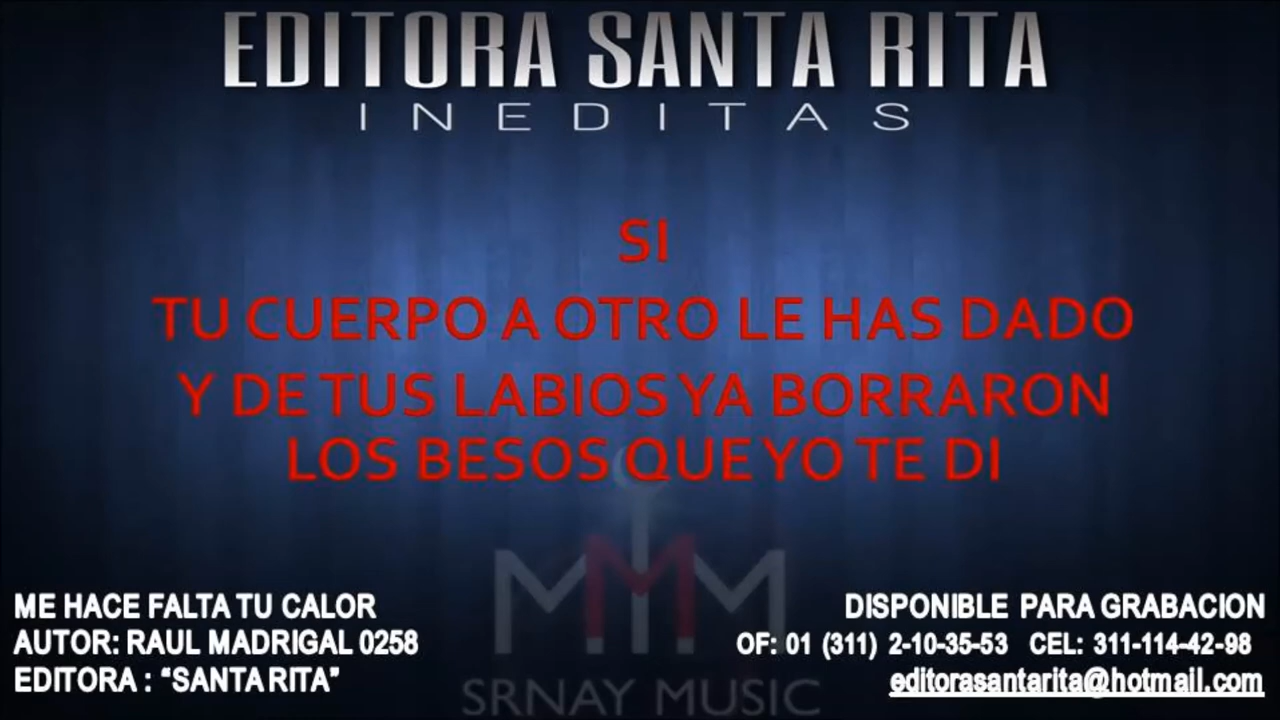 EDITORA SANTA RITA
INEDITAS
SI
TU CUERPO A OTRO LE HAS DADO
Y DE TUS LABIOS YA BORRARON
LOS BESOS QUE YO TE DI
ME HACE FALTA TU CALOR
AUTOR: RAUL MADRIGAL 0258
EDITORA : “SANTA RITA”
DISPONIBLE PARA GRABACION
OF: 01 (311) 2-10-35-53 CEL: 311-114-42-98
editorasantarita@hotmail.com
MYM
SRNAY MUSIC